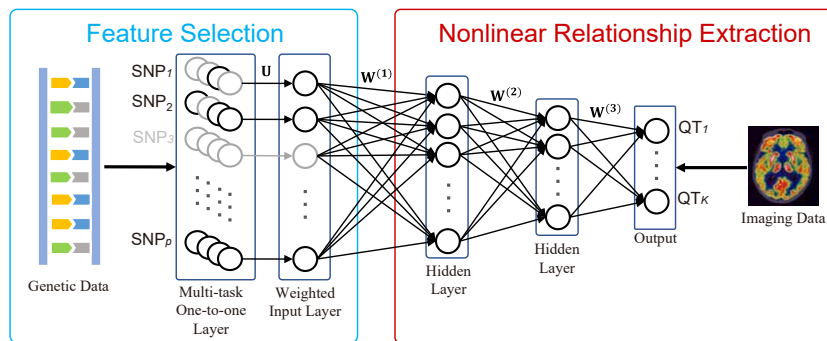 Feature Selection
Nonlinear Relationship Extraction
SNP1
SNP2
SNP3
SNPp
U
W(1)
W(2)
W(3)
QT1
QTK
Genetic Data
Multi-task
One-to-one
Layer
Weighted
Input Layer
Hidden
Layer
Hidden
Layer
Output
Imaging Data